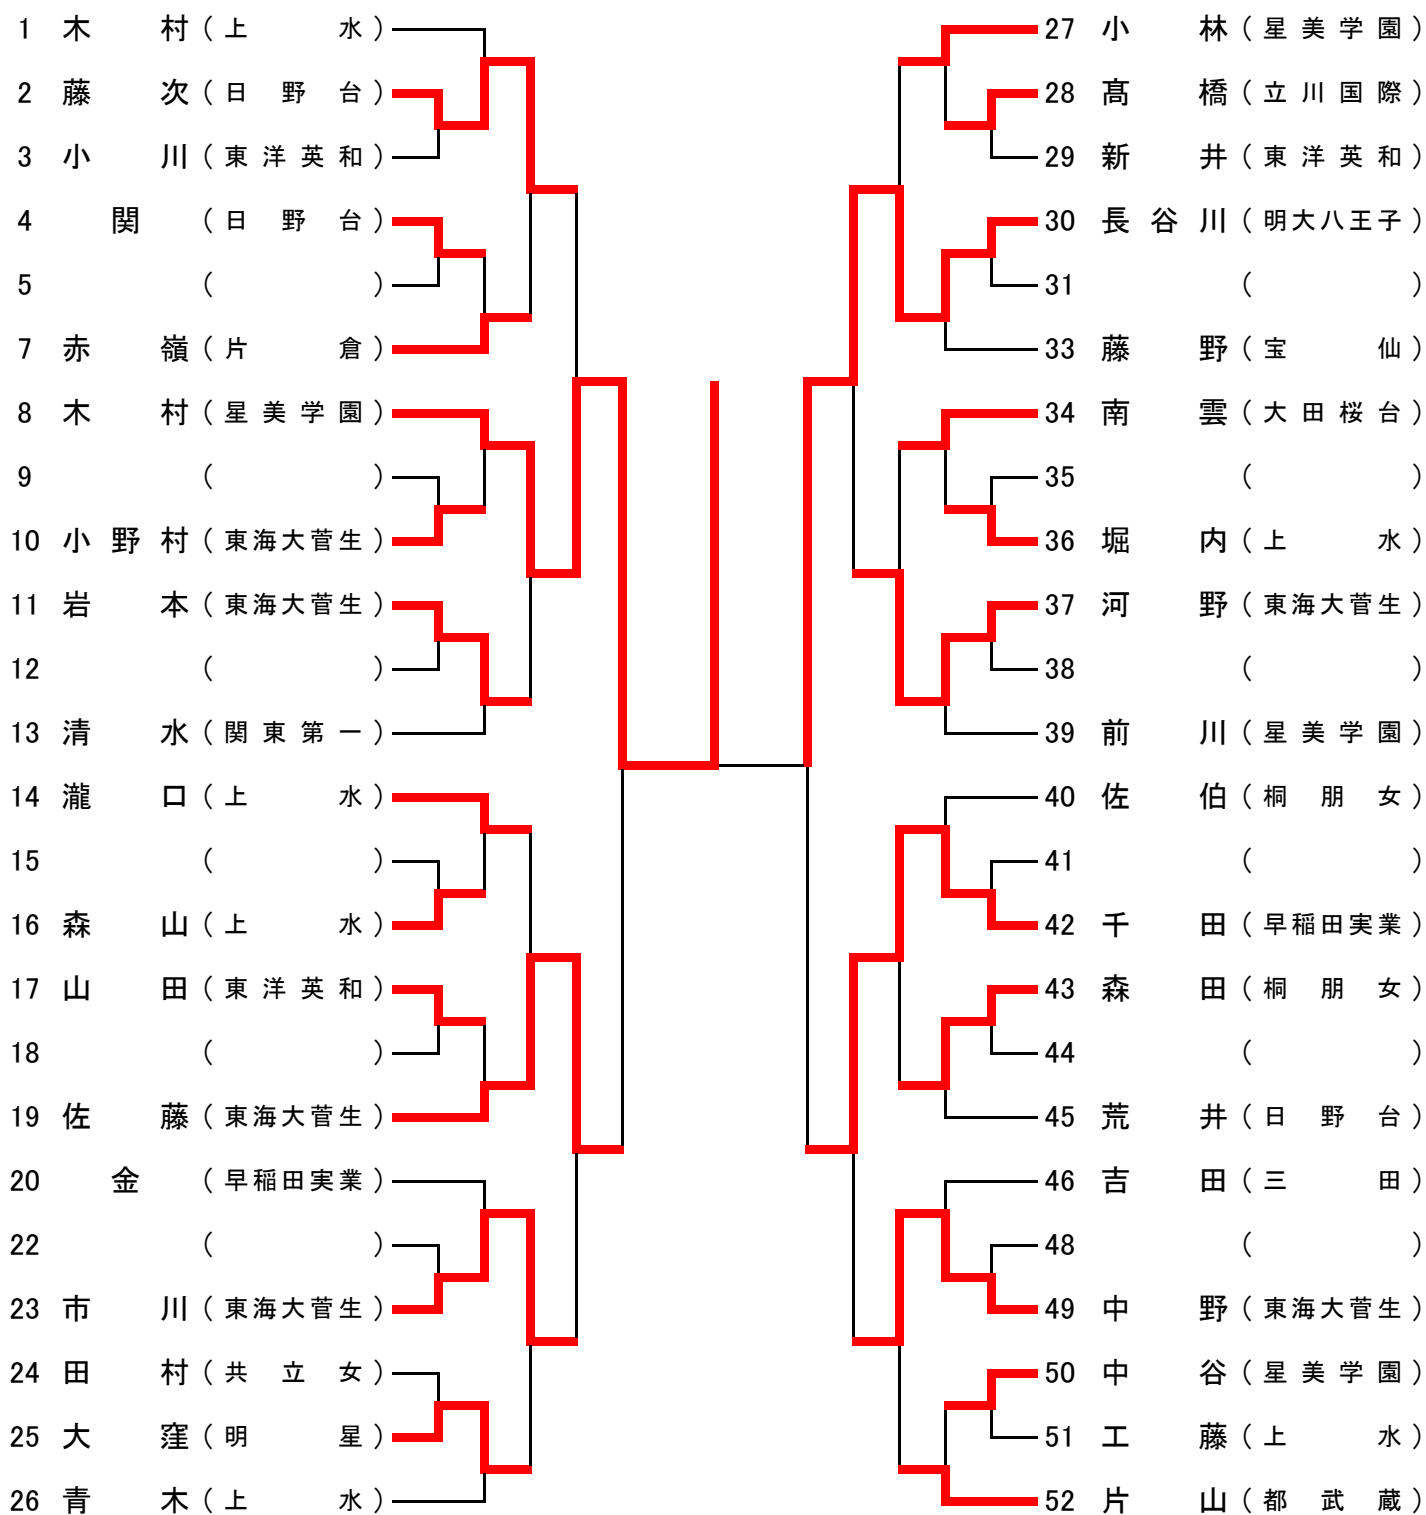 1 木村(上水)
2 藤次(日野台)
3 小川(東洋英和)
4 関(日野台)
5 ( )
7 赤嶺(片倉)
8 木村(星美学園)
9 ( )
10 小野村(東海大菅生)
11 岩本(東海大菅生)
12 ( )
13 清水(関東第一)
14 瀧口(上水)
15 ( )
16 森山(上水)
17 山田(東洋英和)
18 ( )
19 佐藤(東海大菅生)
20 金(早稲田実業)
22 ( )
23 市川(東海大菅生)
24 田村(共立女)
25 大窪(明星)
26 青木(上水)
27 小林(星美学園)
28 髙橋(立川国際)
29 新井(東洋英和)
30 長谷川(明大八王子)
31 ( )
33 藤野(宝仙)
34 南雲(大田桜台)
35 ( )
36 堀内(上水)
37 河野(東海大菅生)
38 ( )
39 前川(星美学園)
40 佐伯(桐朋女)
41 ( )
42 千田(早稲田実業)
43 森田(桐朋女)
44 ( )
45 荒井(日野台)
46 吉田(三田)
48 ( )
49 中野(東海大菅生)
50 中谷(星美学園)
51 工藤(上水)
52 片山(都武蔵)